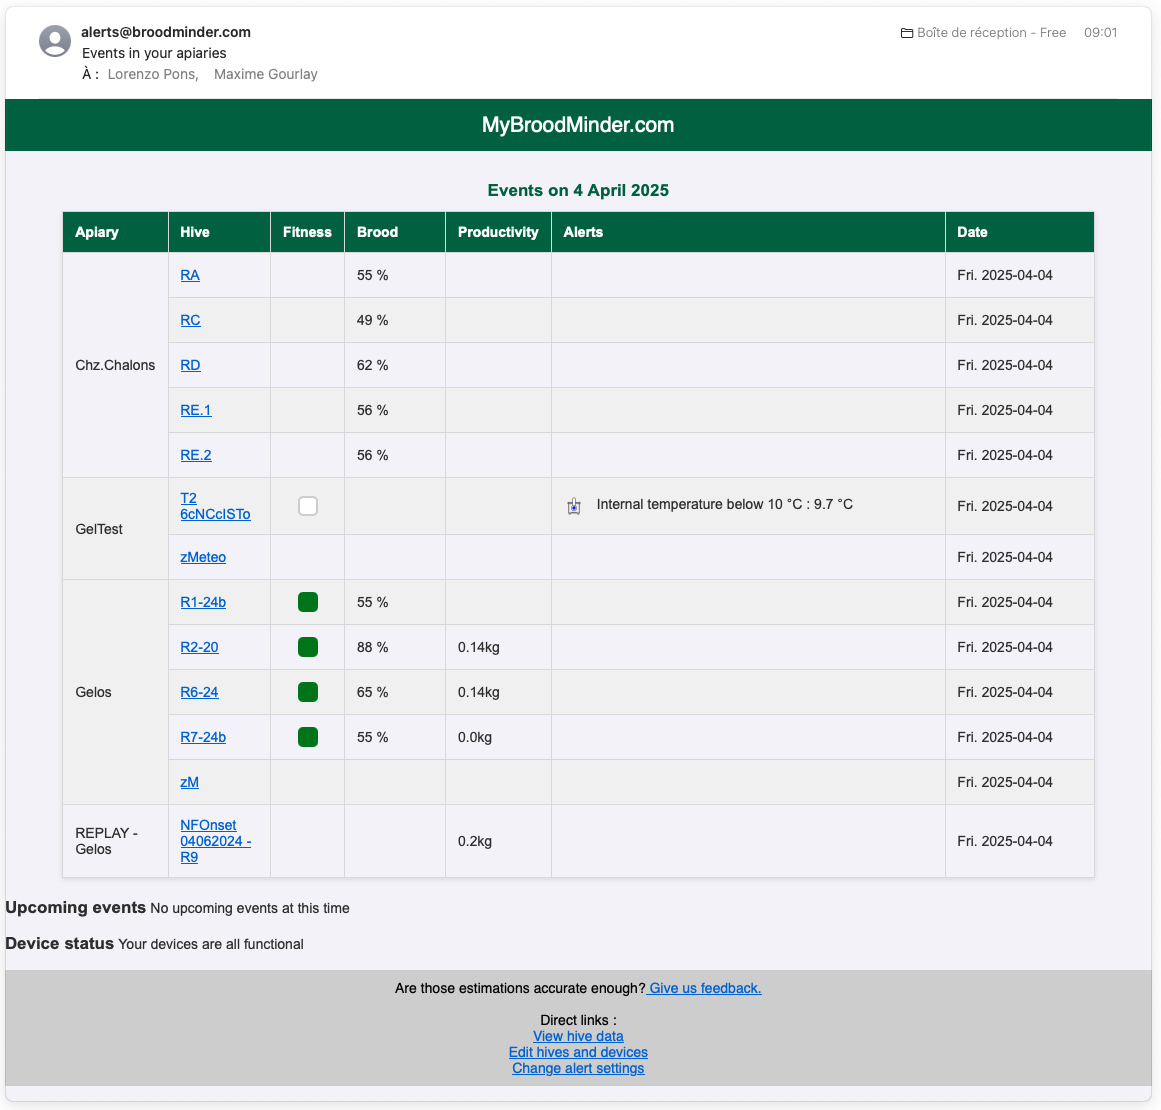 alerts@broodminder.com
Boîte de réception - Free 09:01
Events in your apiaries
À : Lorenzo Pons, Maxime Gourlay
MyBroodMinder.com
Events on 4 April 2025
Apiary Hive Fitness Brood Productivity Alerts Date
Chz.Chalons
RA 55 % Fri. 2025-04-04
RC 49 % Fri. 2025-04-04
RD 62 % Fri. 2025-04-04
RE.1 56 % Fri. 2025-04-04
RE.2 56 % Fri. 2025-04-04
GelTest
T2
6cNCclSTo Internal temperature below 10 °C : 9.7 °C Fri. 2025-04-04
zMeteo Fri. 2025-04-04
Gelos
R1-24b 55 % Fri. 2025-04-04
R2-20 88 % 0.14kg Fri. 2025-04-04
R6-24 65 % 0.14kg Fri. 2025-04-04
R7-24b 55 % 0.0kg Fri. 2025-04-04
zM Fri. 2025-04-04
REPLAY -
Gelos
NFOnset
04062024 -
R9
0.2kg Fri. 2025-04-04
Upcoming events No upcoming events at this time
Device status Your devices are all functional
Are those estimations accurate enough? Give us feedback.
Direct links :
View hive data
Edit hives and devices
Change alert settings